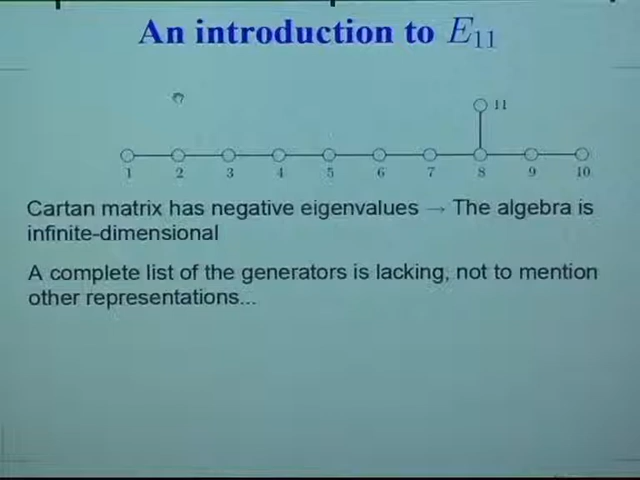 An introduction to E₁₁
11
1 2 3 4 5 6 7 8 9 10
Cartan matrix has negative eigenvalues → The algebra is
infinite-dimensional
A complete list of the generators is lacking, not to mention
other representations...